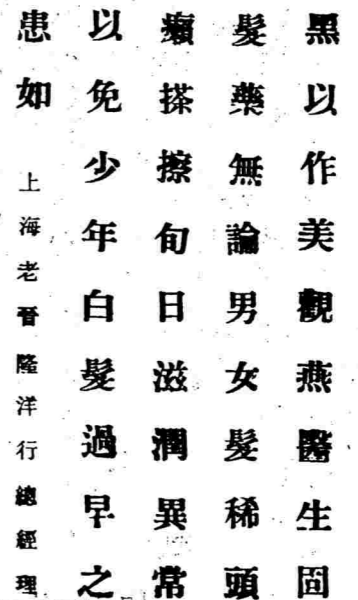 黑以作美觀燕醫生固
髮藥無論男女髮稀頭
癩搽擦旬日滋潤異常
以免少年白髮過早之
患如
上海老晉隆洋行總經理